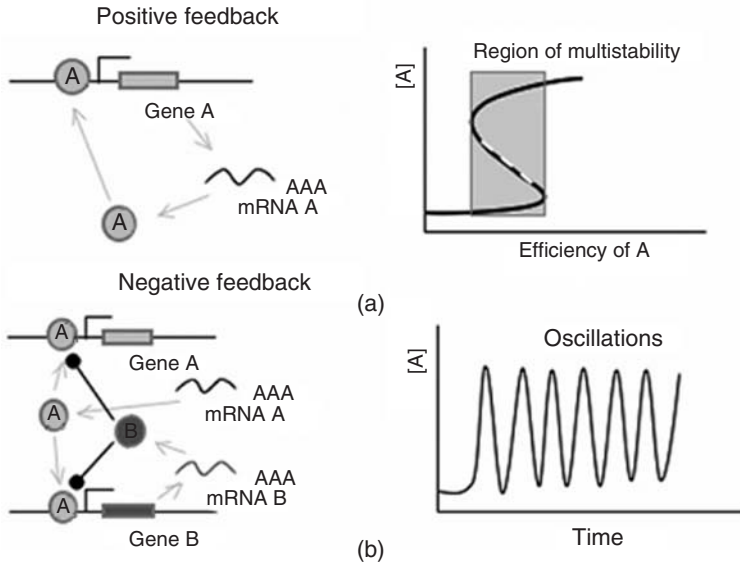 Positive feedback
A
Gene A
AAA
mRNA A
A
Region of multistability
[A]
Efficiency of A
(a)
Negative feedback
A
Gene A
AAA
mRNA A
A
B
AAA
mRNA B
A
Gene B
Oscillations
[A]
Time
(b)